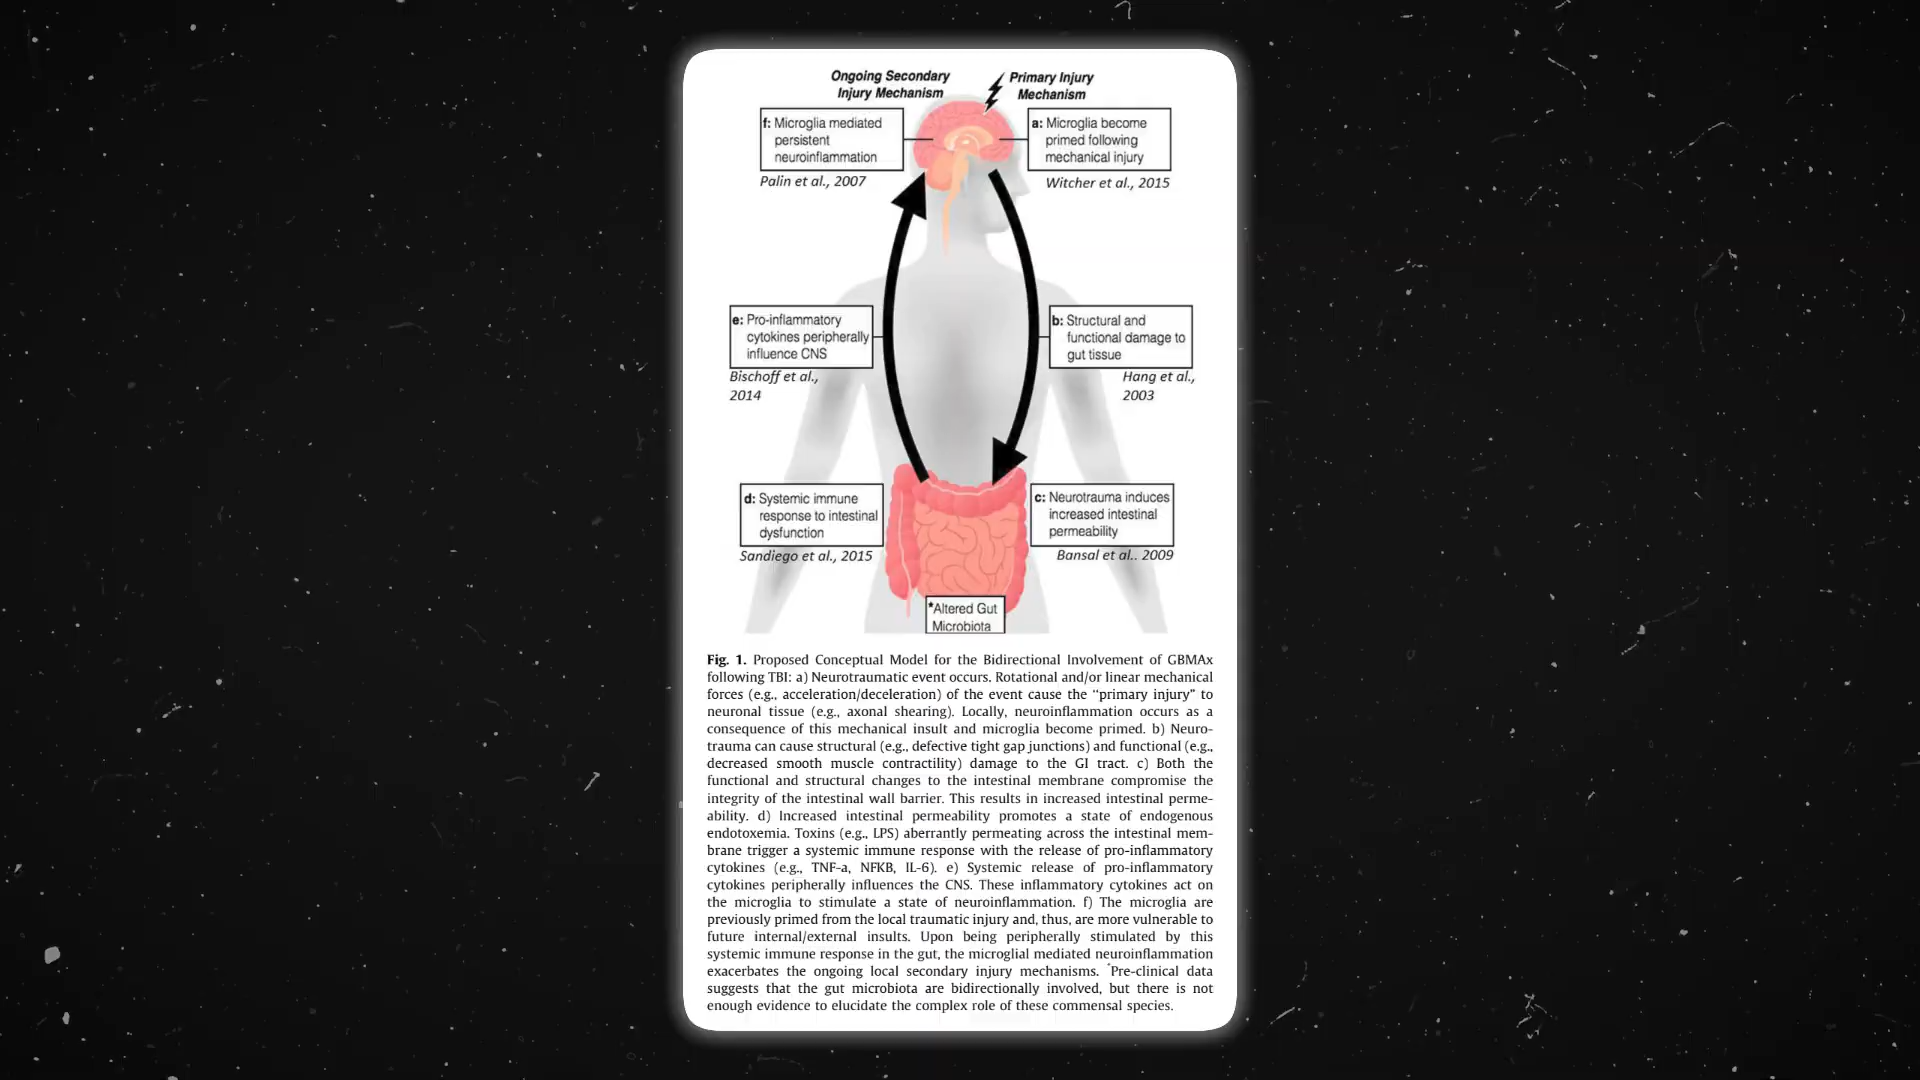 Ongoing Secondary
Injury Mechanism
Primary Injury
Mechanism
f: Microglia mediated
persistent
neuroinflammation
Palin et al., 2007
a: Microglia become
primed following
mechanical injury
Witcher et al., 2015
e: Pro-inflammatory
cytokines peripherally
influence CNS
Bischoff et al.,
2014
b: Structural and
functional damage to
gut tissue
Hang et al.,
2003
d: Systemic immune
response to intestinal
dysfunction
Sandiego et al., 2015
c: Neurotrauma induces
increased intestinal
permeability
Bansal et al.. 2009
*Altered Gut
Microbiota
Fig. 1. Proposed Conceptual Model for the Bidirectional Involvement of GBMAx
following TBI: a) Neurotraumatic event occurs. Rotational and/or linear mechanical
forces (e.g., acceleration/deceleration) of the event cause the “primary injury” to
neuronal tissue (e.g., axonal shearing). Locally, neuroinflammation occurs as a
consequence of this mechanical insult and microglia become primed. b) Neuro-
trauma can cause structural (e.g., defective tight gap junctions) and functional (e.g.,
decreased smooth muscle contractility) damage to the GI tract. c) Both the
functional and structural changes to the intestinal membrane compromise the
integrity of the intestinal wall barrier. This results in increased intestinal perme-
ability. d) Increased intestinal permeability promotes a state of endogenous
endotoxemia. Toxins (e.g., LPS) aberrantly permeating across the intestinal mem-
brane trigger a systemic immune response with the release of pro-inflammatory
cytokines (e.g., TNF-a, NFKB, IL-6). e) Systemic release of pro-inflammatory
cytokines peripherally influences the CNS. These inflammatory cytokines act on
the microglia to stimulate a state of neuroinflammation. f) The microglia are
previously primed from the local traumatic injury and, thus, are more vulnerable to
future internal/external insults. Upon being peripherally stimulated by this
systemic immune response in the gut, the microglial mediated neuroinflammation
exacerbates the ongoing local secondary injury mechanisms. *Pre-clinical data
suggests that the gut microbiota are bidirectionally involved, but there is not
enough evidence to elucidate the complex role of these commensal species.